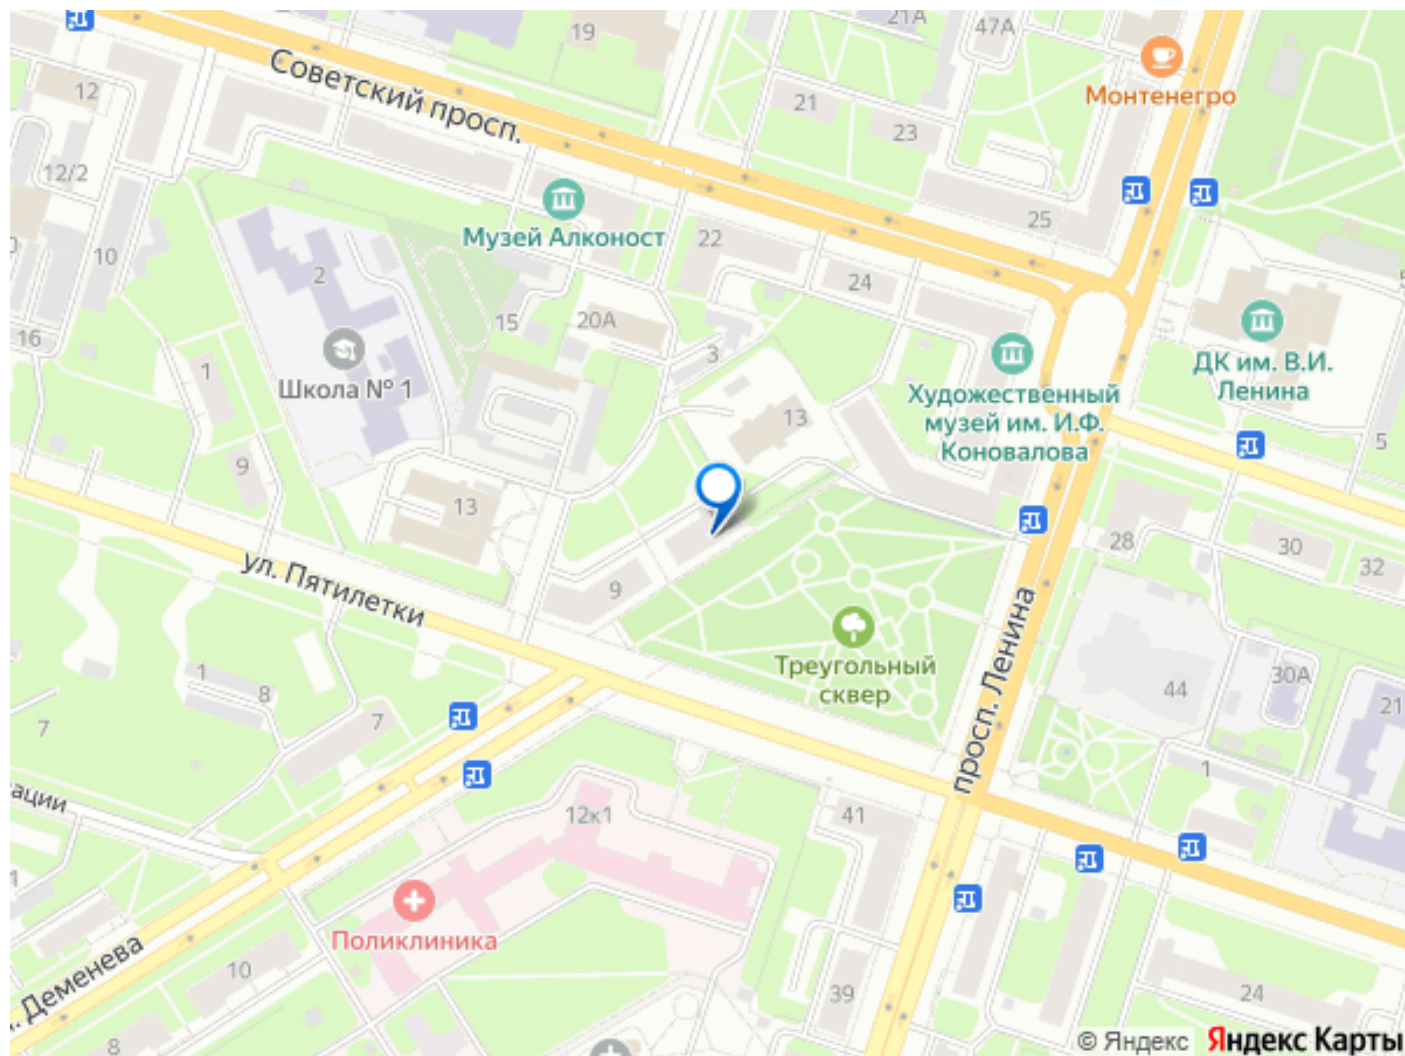 21А
19
47А
Монтенегро
Советский просп.
12
21
23
12/2
25
Музей Алконост
22
10
24
2
15
20А
16
3
1
Школа № 1
ДК им. В.И.
Ленина
Художественный
музей им. И.Ф.
Коновалова
13
5
9
13
28
30
32
ул. Пятилетки
9
просп. Ленина
Треугольный
сквер
1
8
44
30А
21
7
7
1
ации
12к1
41
1
Поликлиника
10
Деменева
39
24
8
© Яндекс
Яндекс Карты